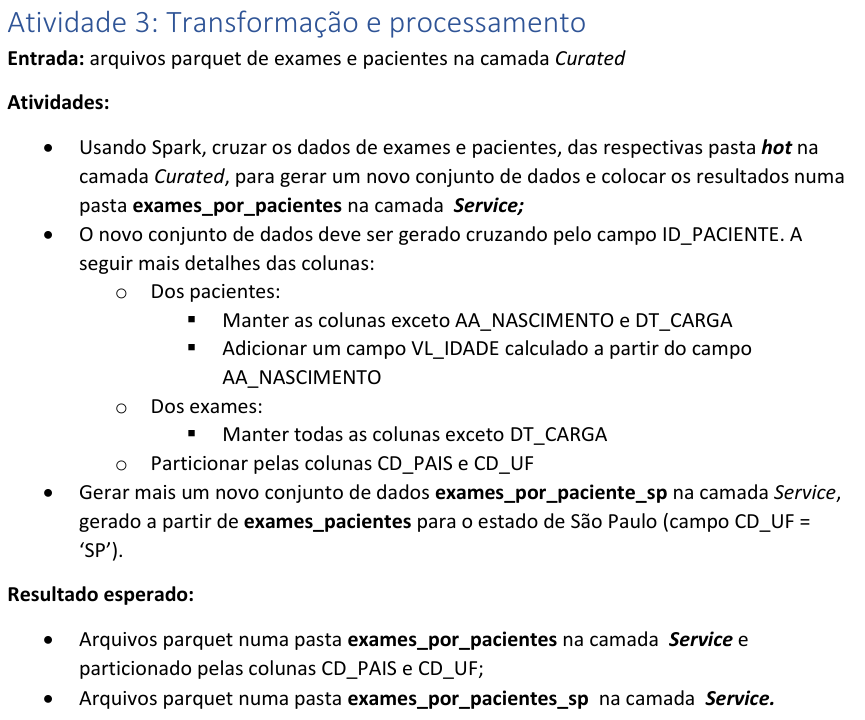 Atividade 3: Transformação e processamento
Entrada: arquivos parquet de exames e pacientes na camada Curated
Atividades:
• Usando Spark, cruzar os dados de exames e pacientes, das respectivas pasta hot na
camada Curated, para gerar um novo conjunto de dados e colocar os resultados numa
pasta exames_por_pacientes na camada Service;
• O novo conjunto de dados deve ser gerado cruzando pelo campo ID_PACIENTE. A
seguir mais detalhes das colunas:
o Dos pacientes:
▪ Manter as colunas exceto AA_NASCIMENTO e DT_CARGA
▪ Adicionar um campo VL_IDADE calculado a partir do campo
AA_NASCIMENTO
o Dos exames:
▪ Manter todas as colunas exceto DT_CARGA
o Particionar pelas colunas CD_PAIS e CD_UF
• Gerar mais um novo conjunto de dados exames_por_paciente_sp na camada Service,
gerado a partir de exames_pacientes para o estado de São Paulo (campo CD_UF =
‘SP’).
Resultado esperado:
• Arquivos parquet numa pasta exames_por_pacientes na camada Service e
particionado pelas colunas CD_PAIS e CD_UF;
• Arquivos parquet numa pasta exames_por_pacientes_sp na camada Service.